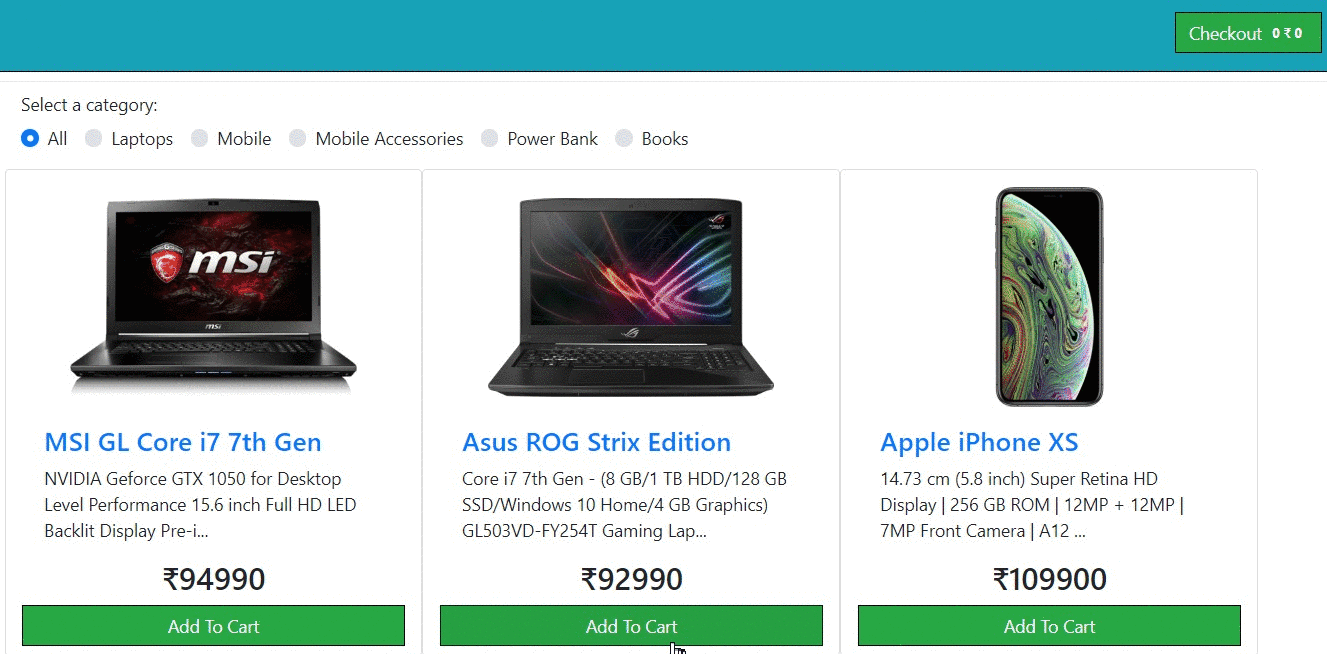 Checkout 0 ₹ 0
Select a category:
All Laptops Mobile Mobile Accessories Power Bank Books
msi
msi
MSI GL Core i7 7th Gen
NVIDIA Geforce GTX 1050 for Desktop
Level Performance 15.6 inch Full HD LED
Backlit Display Pre-i...
₹94990
Add To Cart
Asus ROG Strix Edition
Core i7 7th Gen - (8 GB/1 TB HDD/128 GB
SSD/Windows 10 Home/4 GB Graphics)
GL503VD-FY254T Gaming Lap...
₹92990
Add To Cart
Apple iPhone XS
14.73 cm (5.8 inch) Super Retina HD
Display | 256 GB ROM | 12MP + 12MP |
7MP Front Camera | A12 ...
₹109900
Add To Cart